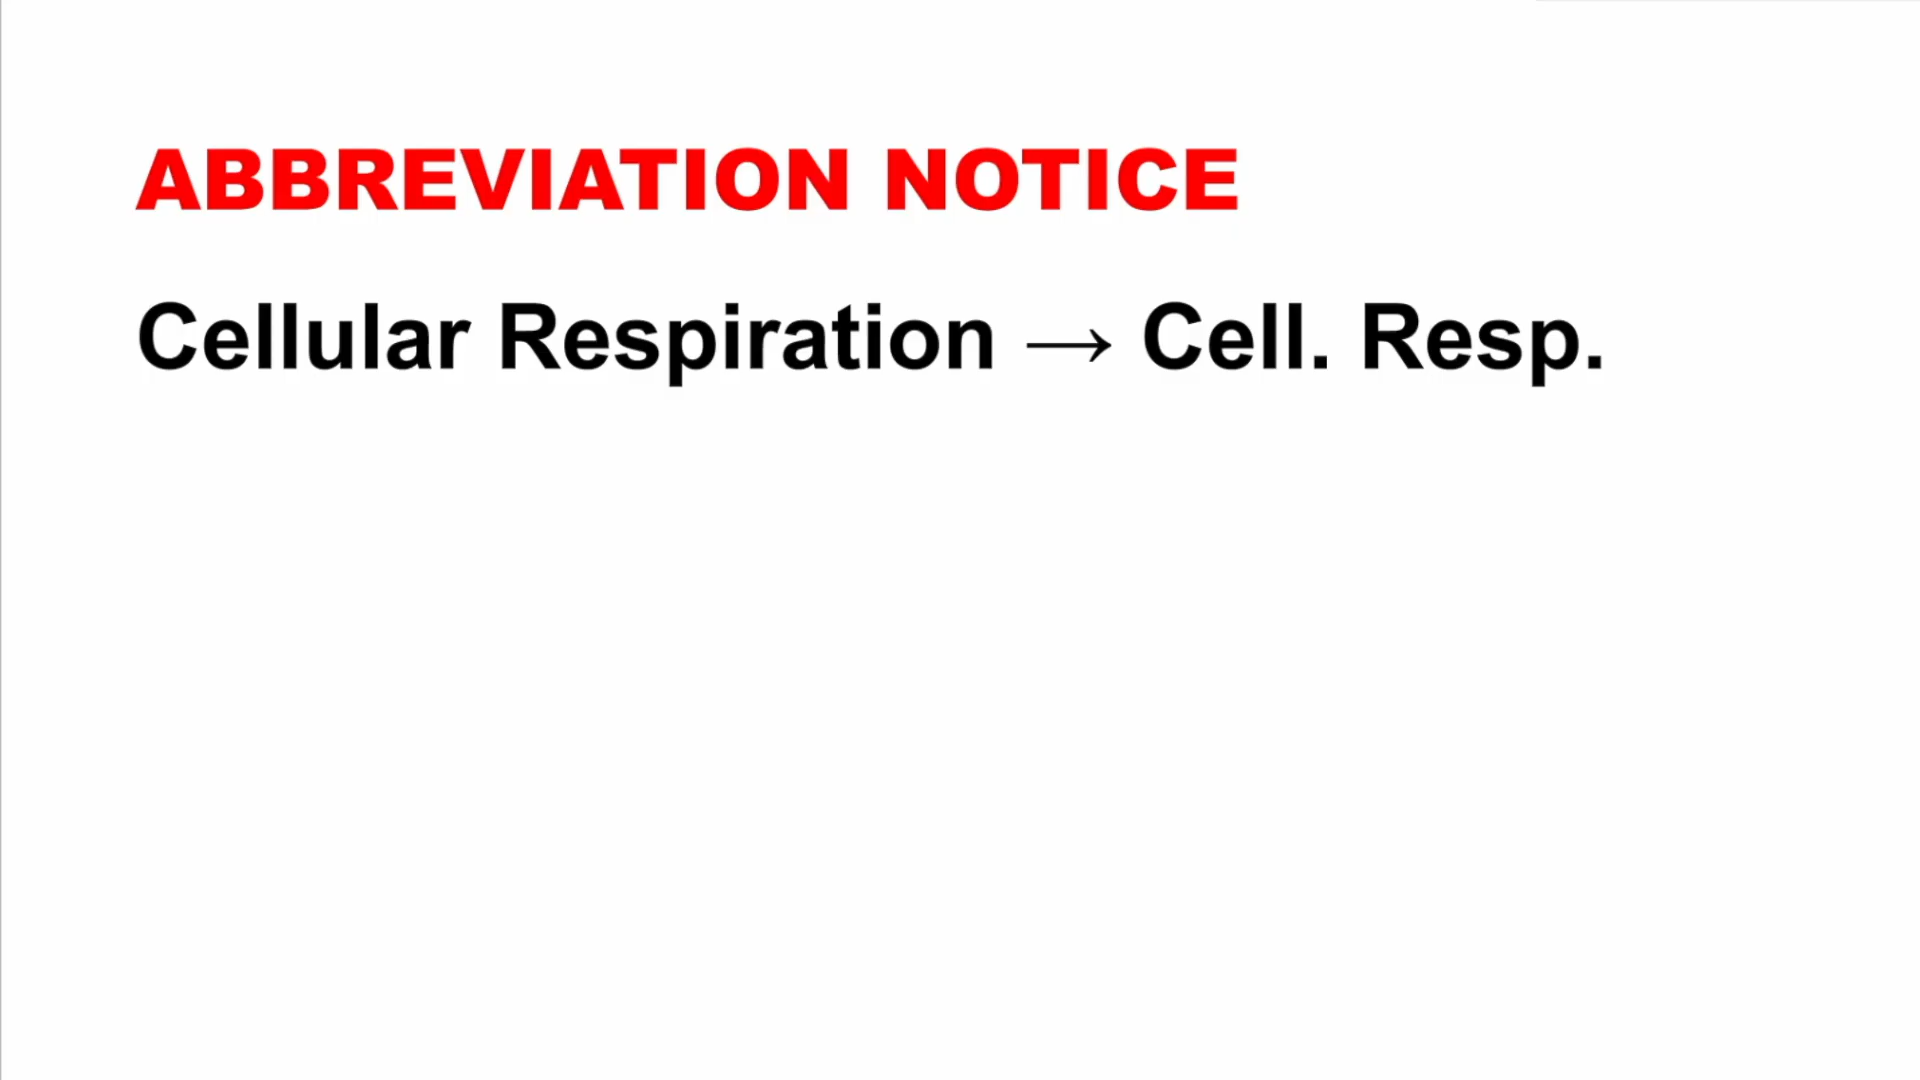 ABBREVIATION NOTICE
Cellular Respiration → Cell. Resp.